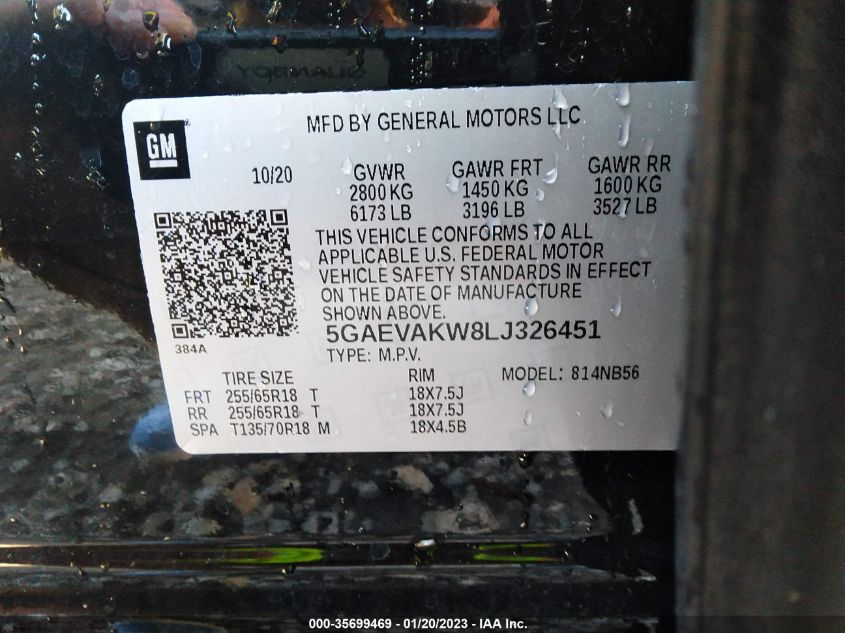 MFD BY GENERAL MOTORS LLC
GM
10/20
GVWR
2800 KG
6173 LB
GAWR FRT
1450 KG
3196 LB
GAWR RR
1600 KG
3527 LB
THIS VEHICLE CONFORMS TO ALL
APPLICABLE U.S. FEDERAL MOTOR
VEHICLE SAFETY STANDARDS IN EFFECT
ON THE DATE OF MANUFACTURE
SHOWN ABOVE.
384A
5GAEVAKW8LJ326451
TYPE: M.P.V.
MODEL: 814NB56
TIRE SIZE RIM
FRT 255/65R18 T 18X7.5J
RR 255/65R18 T 18X7.5J
SPA T135/70R18 M 18X4.5B
000-35699469 - 01/20/2023 - IAA Inc.